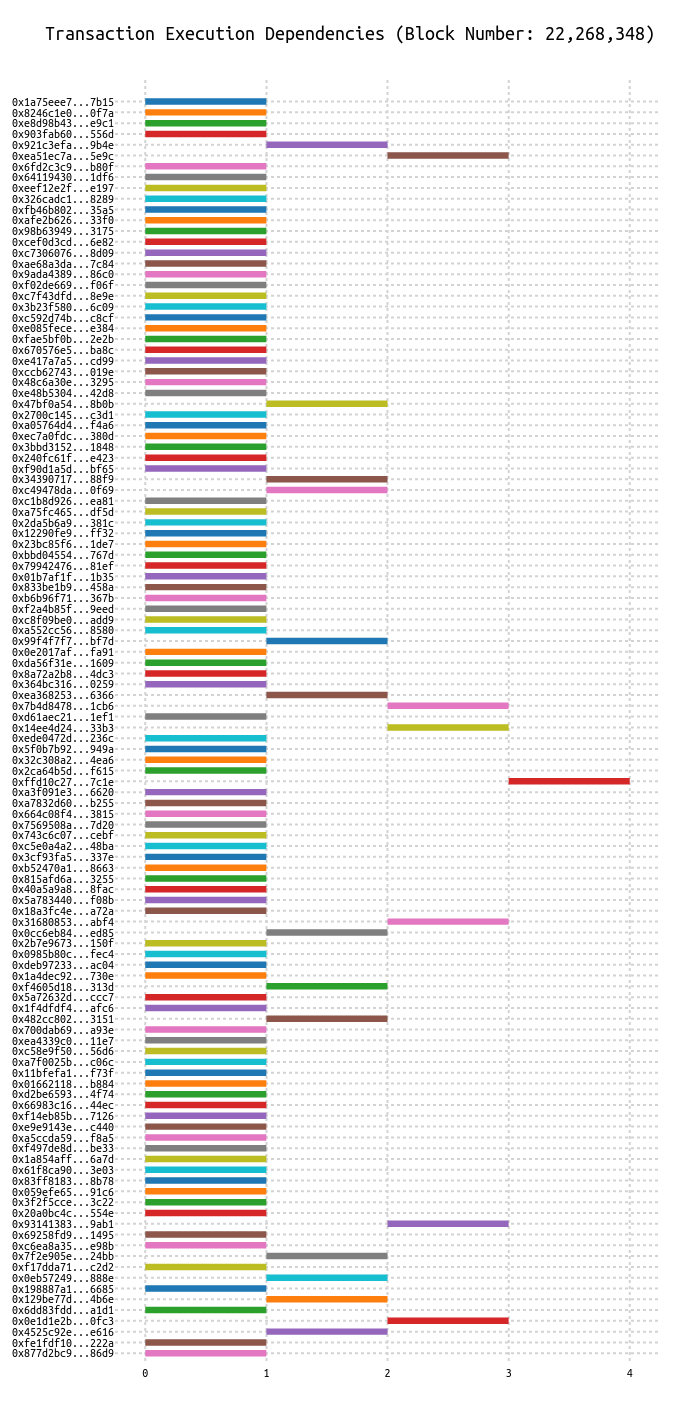 Transaction Execution Dependencies (Block Number: 22,268,348)
0x1a75eee7...7b15
0x8246c1e0...0f7a
0xe8d98b43...e9c1
0x903fab60...556d
0x921c3efa...9b4e
0xea51ec7a...5e9c
0x6fd2c3c9...b80f
0x64119430...1df6
0xeef12e2f...e197
0x326cadc1...8289
0xfb46b802...35a5
0xafe2b626...33f0
0x98b63949...3175
0xcef0d3cd...6e82
0xc7306076...8d09
0xae68a3da...7c84
0x9ada4389...86c0
0xf02de669...f06f
0xc7f43dfd...8e9e
0x3b23f580...6c09
0xc592d74b...c8cf
0xe085fece...e384
0xfae5bf0b...2e2b
0x670576e5...ba8c
0xe417a7a5...cd99
0xccb62743...019e
0x48c6a30e...3295
0xe48b5304...42d8
0x47bf0a54...8b0b
0x2700c145...c3d1
0xa05764d4...f4a6
0xec7a0fdc...380d
0x3bbd3152...1848
0x240fc61f...e423
0xf90d1a5d...bf65
0x34390717...88f9
0xc49478da...0f69
0xc1b8d926...ea81
0xa75fc465...df5d
0x2da5b6a9...381c
0x12290fe9...ff32
0x23bc85f6...1de7
0xbbd04554...767d
0x79942476...81ef
0x01b7af1f...1b35
0x833be1b9...458a
0xb6b96f71...367b
0xf2a4b85f...9eed
0xc8f09be0...add9
0xa552cc56...8580
0x99f4f7f7...bf7d
0x0e2017af...fa91
0xda56f31e...1609
0x8a72a2b8...4dc3
0x364bc316...0259
0xea368253...6366
0x7b4d8478...1cb6
0xd61aec21...1ef1
0x14ee4d24...33b3
0xede0472d...236c
0x5f0b7b92...949a
0x32c308a2...4ea6
0x2ca64b5d...f615
0xffd10c27...7c1e
0xa3f091e3...6620
0xa7832d60...b255
0x664c08f4...3815
0x7569508a...7d20
0x743c6c07...cebf
0xc5e0a4a2...48ba
0x3cf93fa5...337e
0xb52470a1...8663
0x815afd6a...3255
0x40a5a9a8...8fac
0x5a783440...f08b
0x18a3fc4e...a72a
0x31680853...abf4
0x0cc6eb84...ed85
0x2b7e9673...150f
0x0985b80c...fec4
0xdeb97233...ac04
0x1a4dec92...730e
0xf4605d18...313d
0x5a72632d...ccc7
0x1f4dfdf4...afc6
0x482cc802...3151
0x700dab69...a93e
0xea4339c0...11e7
0xc58e9f50...56d6
0xa7f0025b...c06c
0x11bfefa1...f73f
0x01662118...b884
0xd2be6593...4f74
0x66983c16...44ec
0xf14eb85b...7126
0xe9e9143e...c440
0xa5ccda59...f8a5
0xf497de8d...be33
0x1a854aff...6a7d
0x61f8ca90...3e03
0x83ff8183...8b78
0x059efe65...91c6
0x3f2f5cce...3c22
0x20a0bc4c...554e
0x93141383...9ab1
0x69258fd9...1495
0xc6ea8a35...e98b
0x7f2e905e...24bb
0xf17dda71...c2d2
0x0eb57249...888e
0x198887a1...6685
0x129be77d...4b6e
0x6dd83fdd...a1d1
0x0e1d1e2b...0fc3
0x4525c92e...e616
0xfe1fdf10...222a
0x877d2bc9...86d9
0 1 2 3 4